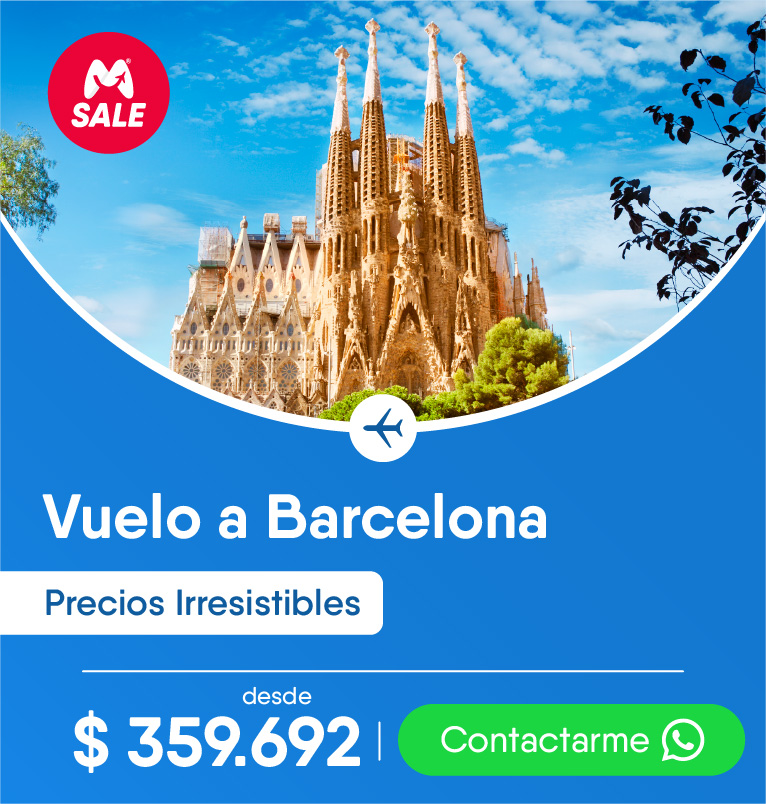 M®
SALE
Vuelo a Barcelona
Precios Irresistibles
desde
$ 359.692
Contactarme